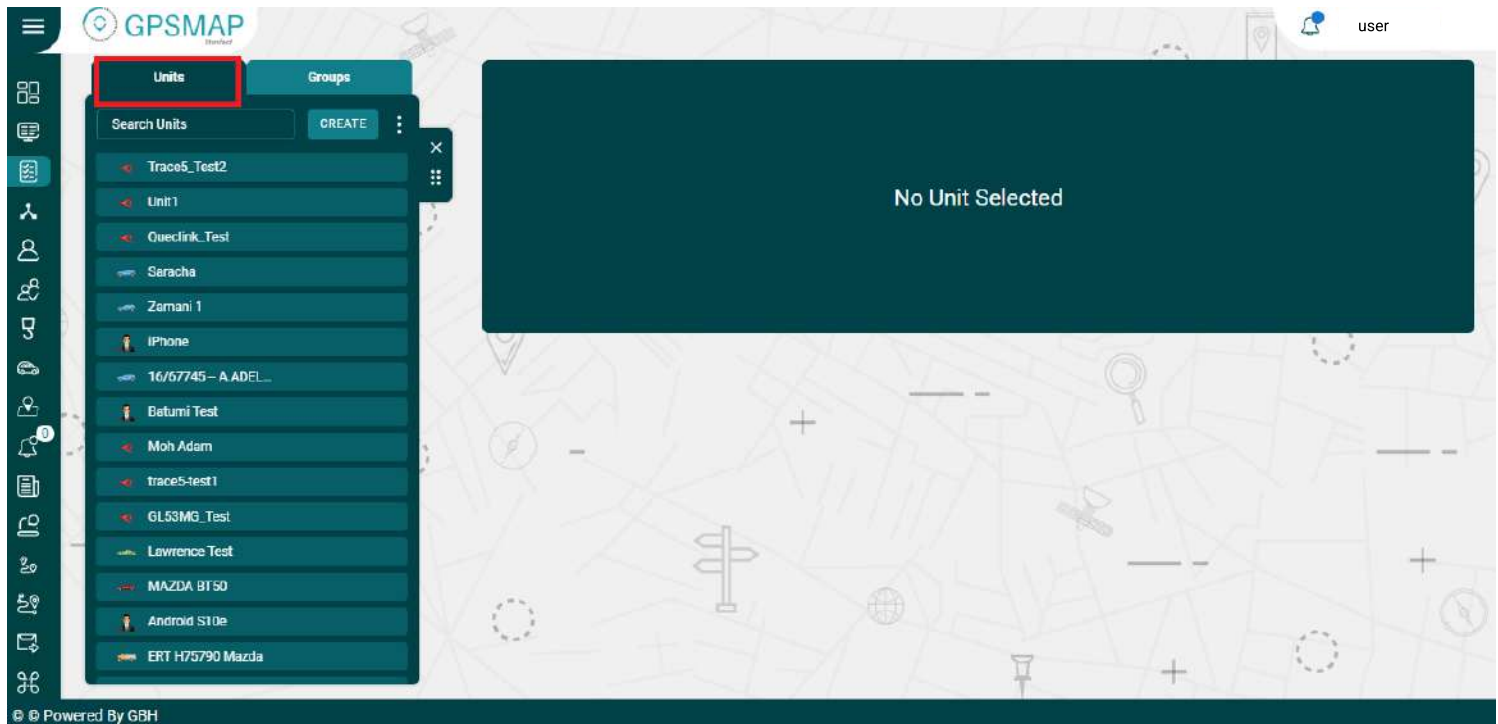 GPSMAP
Standard
user
Units
Groups
Search Units
CREATE
Trace5_Test2
Unit1
Queclink_Test
No Unit Selected
Saracha
Zamani 1
iPhone
16/67745 – A.ADEL...
Batumi Test
Moh Adam
0
trace5-test1
GL53MG_Test
Lawrence Test
MAZDA BT50
Android S10e
ERT H75790 Mazda
© © Powered By GBH